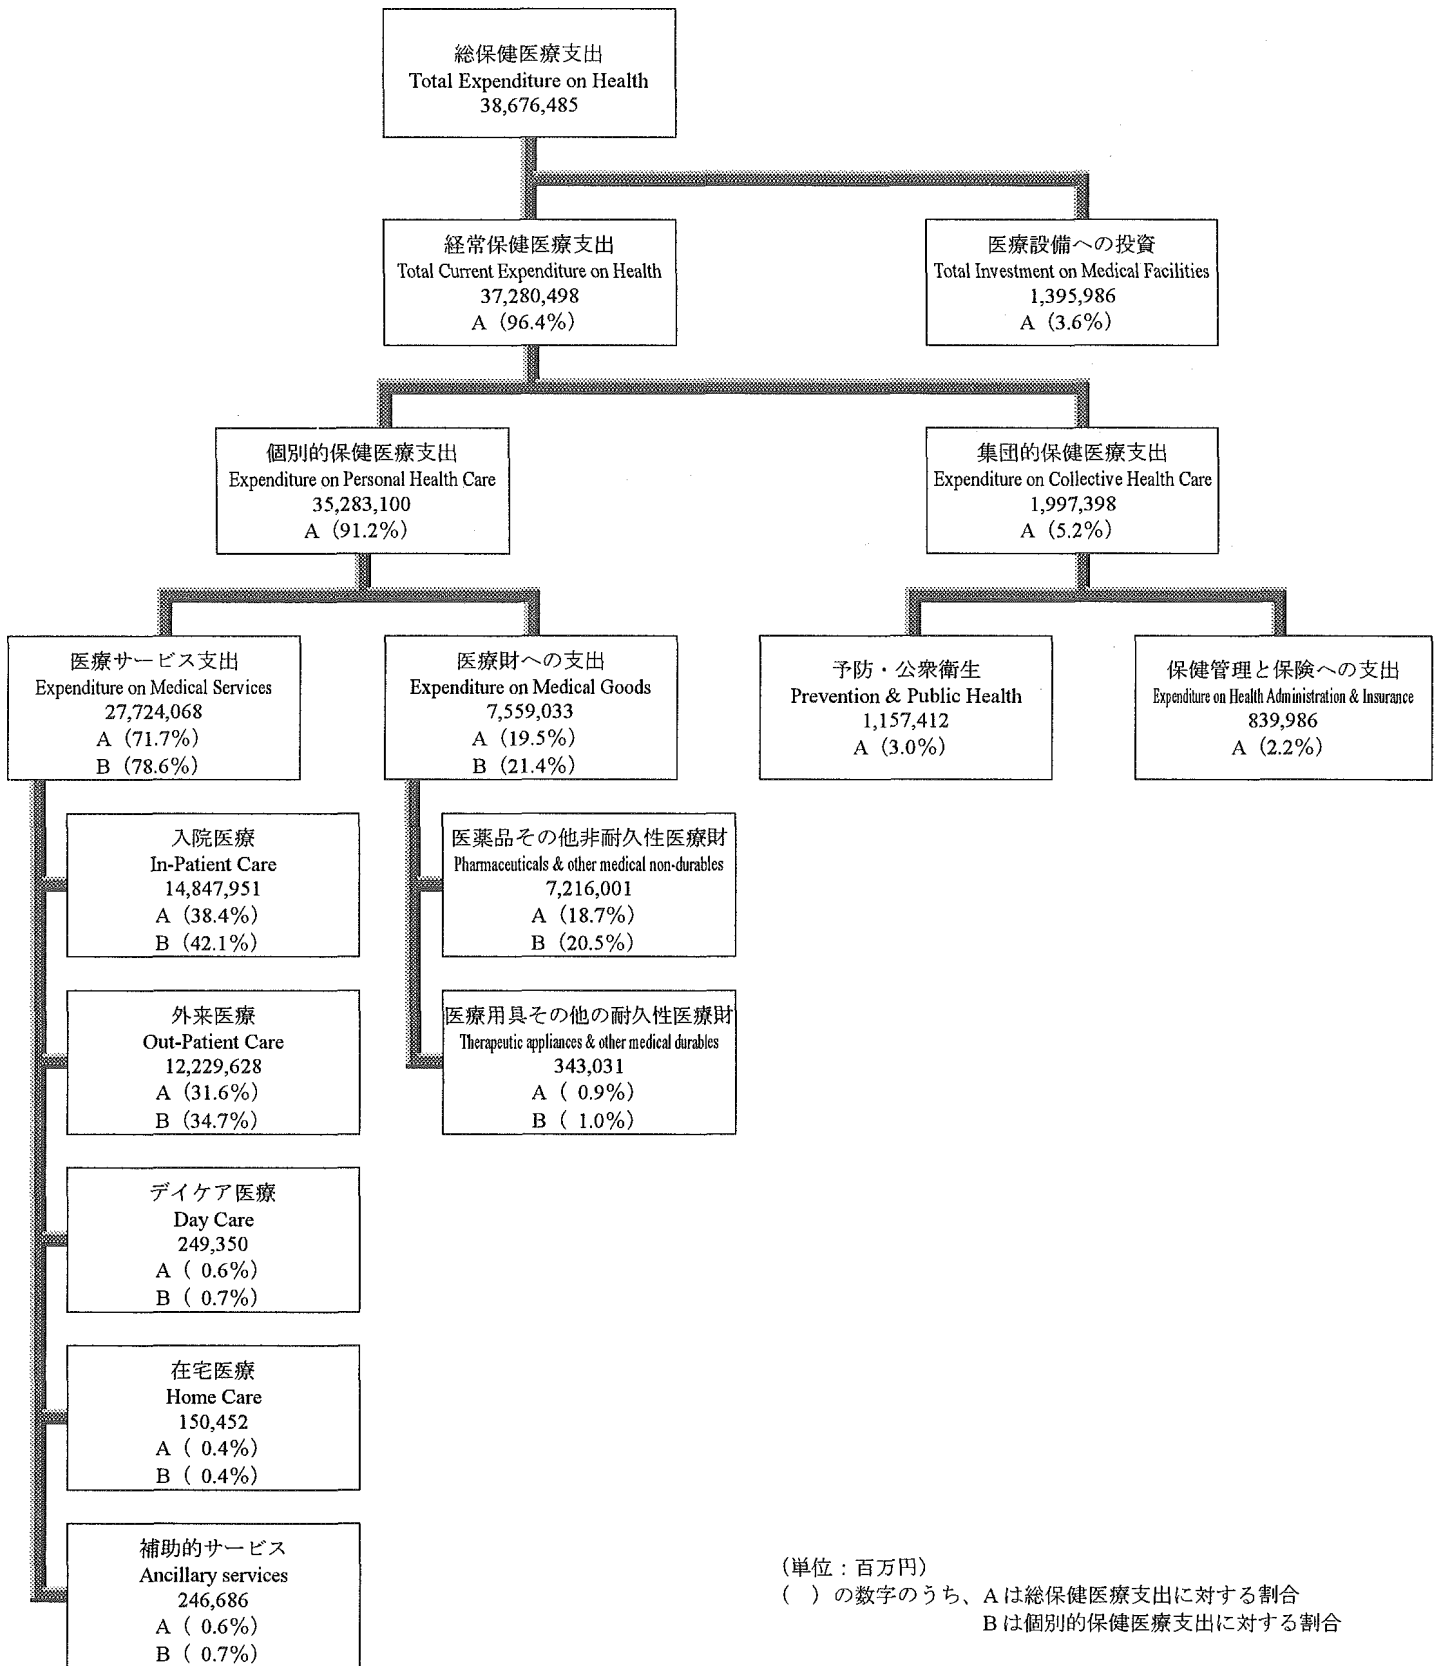 総保健医療支出
Total Expenditure on Health
38,676,485
経常保健医療支出
Total Current Expenditure on Health
37,280,498
A（96.4%）
医療設備への投資
Total Investment on Medical Facilities
1,395,986
A（3.6%）
個別的保健医療支出
Expenditure on Personal Health Care
35,283,100
A（91.2%）
集団的保健医療支出
Expenditure on Collective Health Care
1,997,398
A（5.2%）
医療サービス支出
Expenditure on Medical Services
27,724,068
A（71.7%）
B（78.6%）
医療財への支出
Expenditure on Medical Goods
7,559,033
A（19.5%）
B（21.4%）
予防・公衆衛生
Prevention & Public Health
1,157,412
A（3.0%）
保健管理と保険への支出
Expenditure on Health Administration & Insurance
839,986
A（2.2%）
入院医療
In-Patient Care
14,847,951
A（38.4%）
B（42.1%）
医薬品その他非耐久性医療財
Pharmaceuticals & other medical non-durables
7,216,001
A（18.7%）
B（20.5%）
外来医療
Out-Patient Care
12,229,628
A（31.6%）
B（34.7%）
医療用具その他の耐久性医療財
Therapeutic appliances & other medical durables
343,031
A（ 0.9%）
B（ 1.0%）
デイケア医療
Day Care
249,350
A（ 0.6%）
B（ 0.7%）
在宅医療
Home Care
150,452
A（ 0.4%）
B（ 0.4%）
補助的サービス
Ancillary services
246,686
A（ 0.6%）
B（ 0.7%）
（単位：百万円）
（　）の数字のうち、A は総保健医療支出に対する割合
B は個別的保健医療支出に対する割合